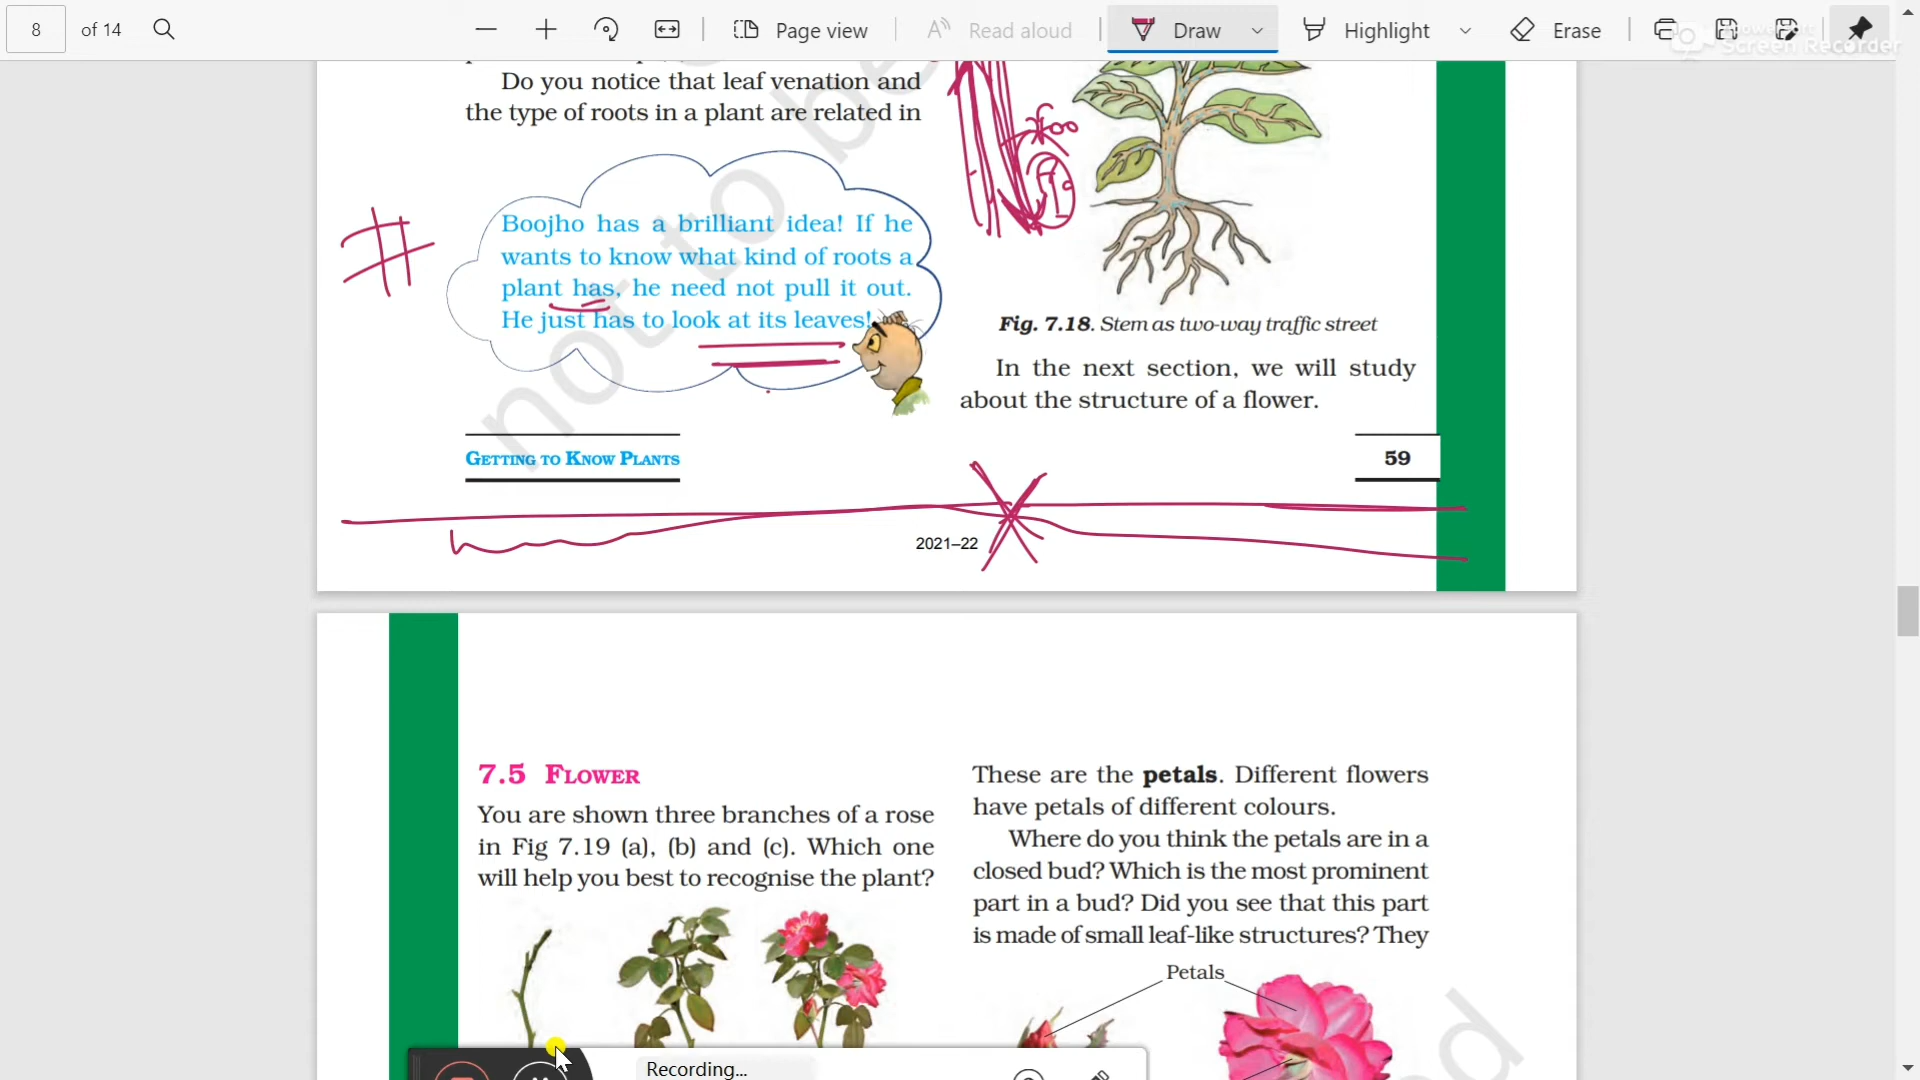 8 of 14 Page view Read aloud Draw Highlight Erase
Screen Recorder
Do you notice that leaf venation and
the type of roots in a plant are related in
Boojho has a brilliant idea! If he
wants to know what kind of roots a
plant has, he need not pull it out.
He just has to look at its leaves!
not to be
Fig. 7.18. Stem as two-way traffic street
In the next section, we will study
about the structure of a flower.
GETTING TO KNOW PLANTS
59
2021–22
7.5 FLOWER
You are shown three branches of a rose
in Fig 7.19 (a), (b) and (c). Which one
will help you best to recognise the plant?
These are the petals. Different flowers
have petals of different colours.
Where do you think the petals are in a
closed bud? Which is the most prominent
part in a bud? Did you see that this part
is made of small leaf-like structures? They
Petals
Recording...